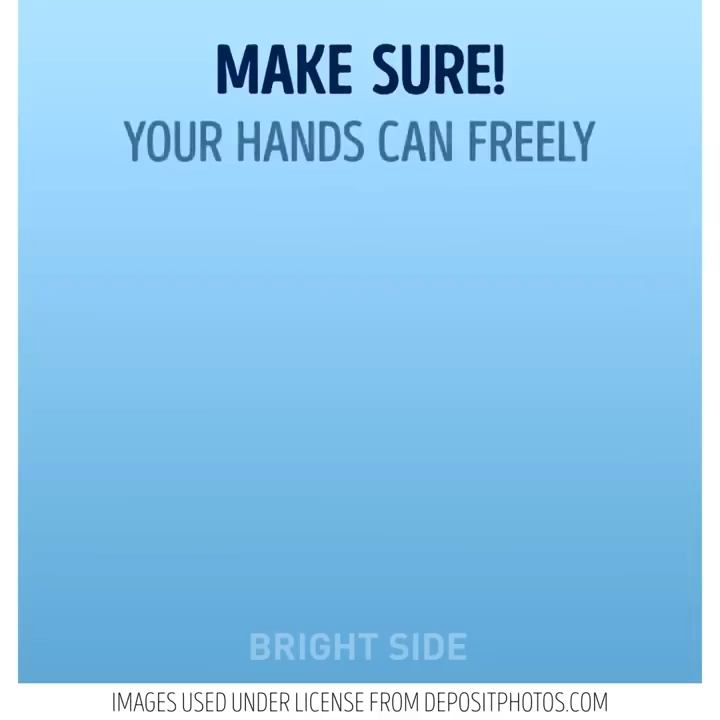 MAKE SURE!
YOUR HANDS CAN FREELY
BRIGHT SIDE
IMAGES USED UNDER LICENSE FROM DEPOSITPHOTOS.COM